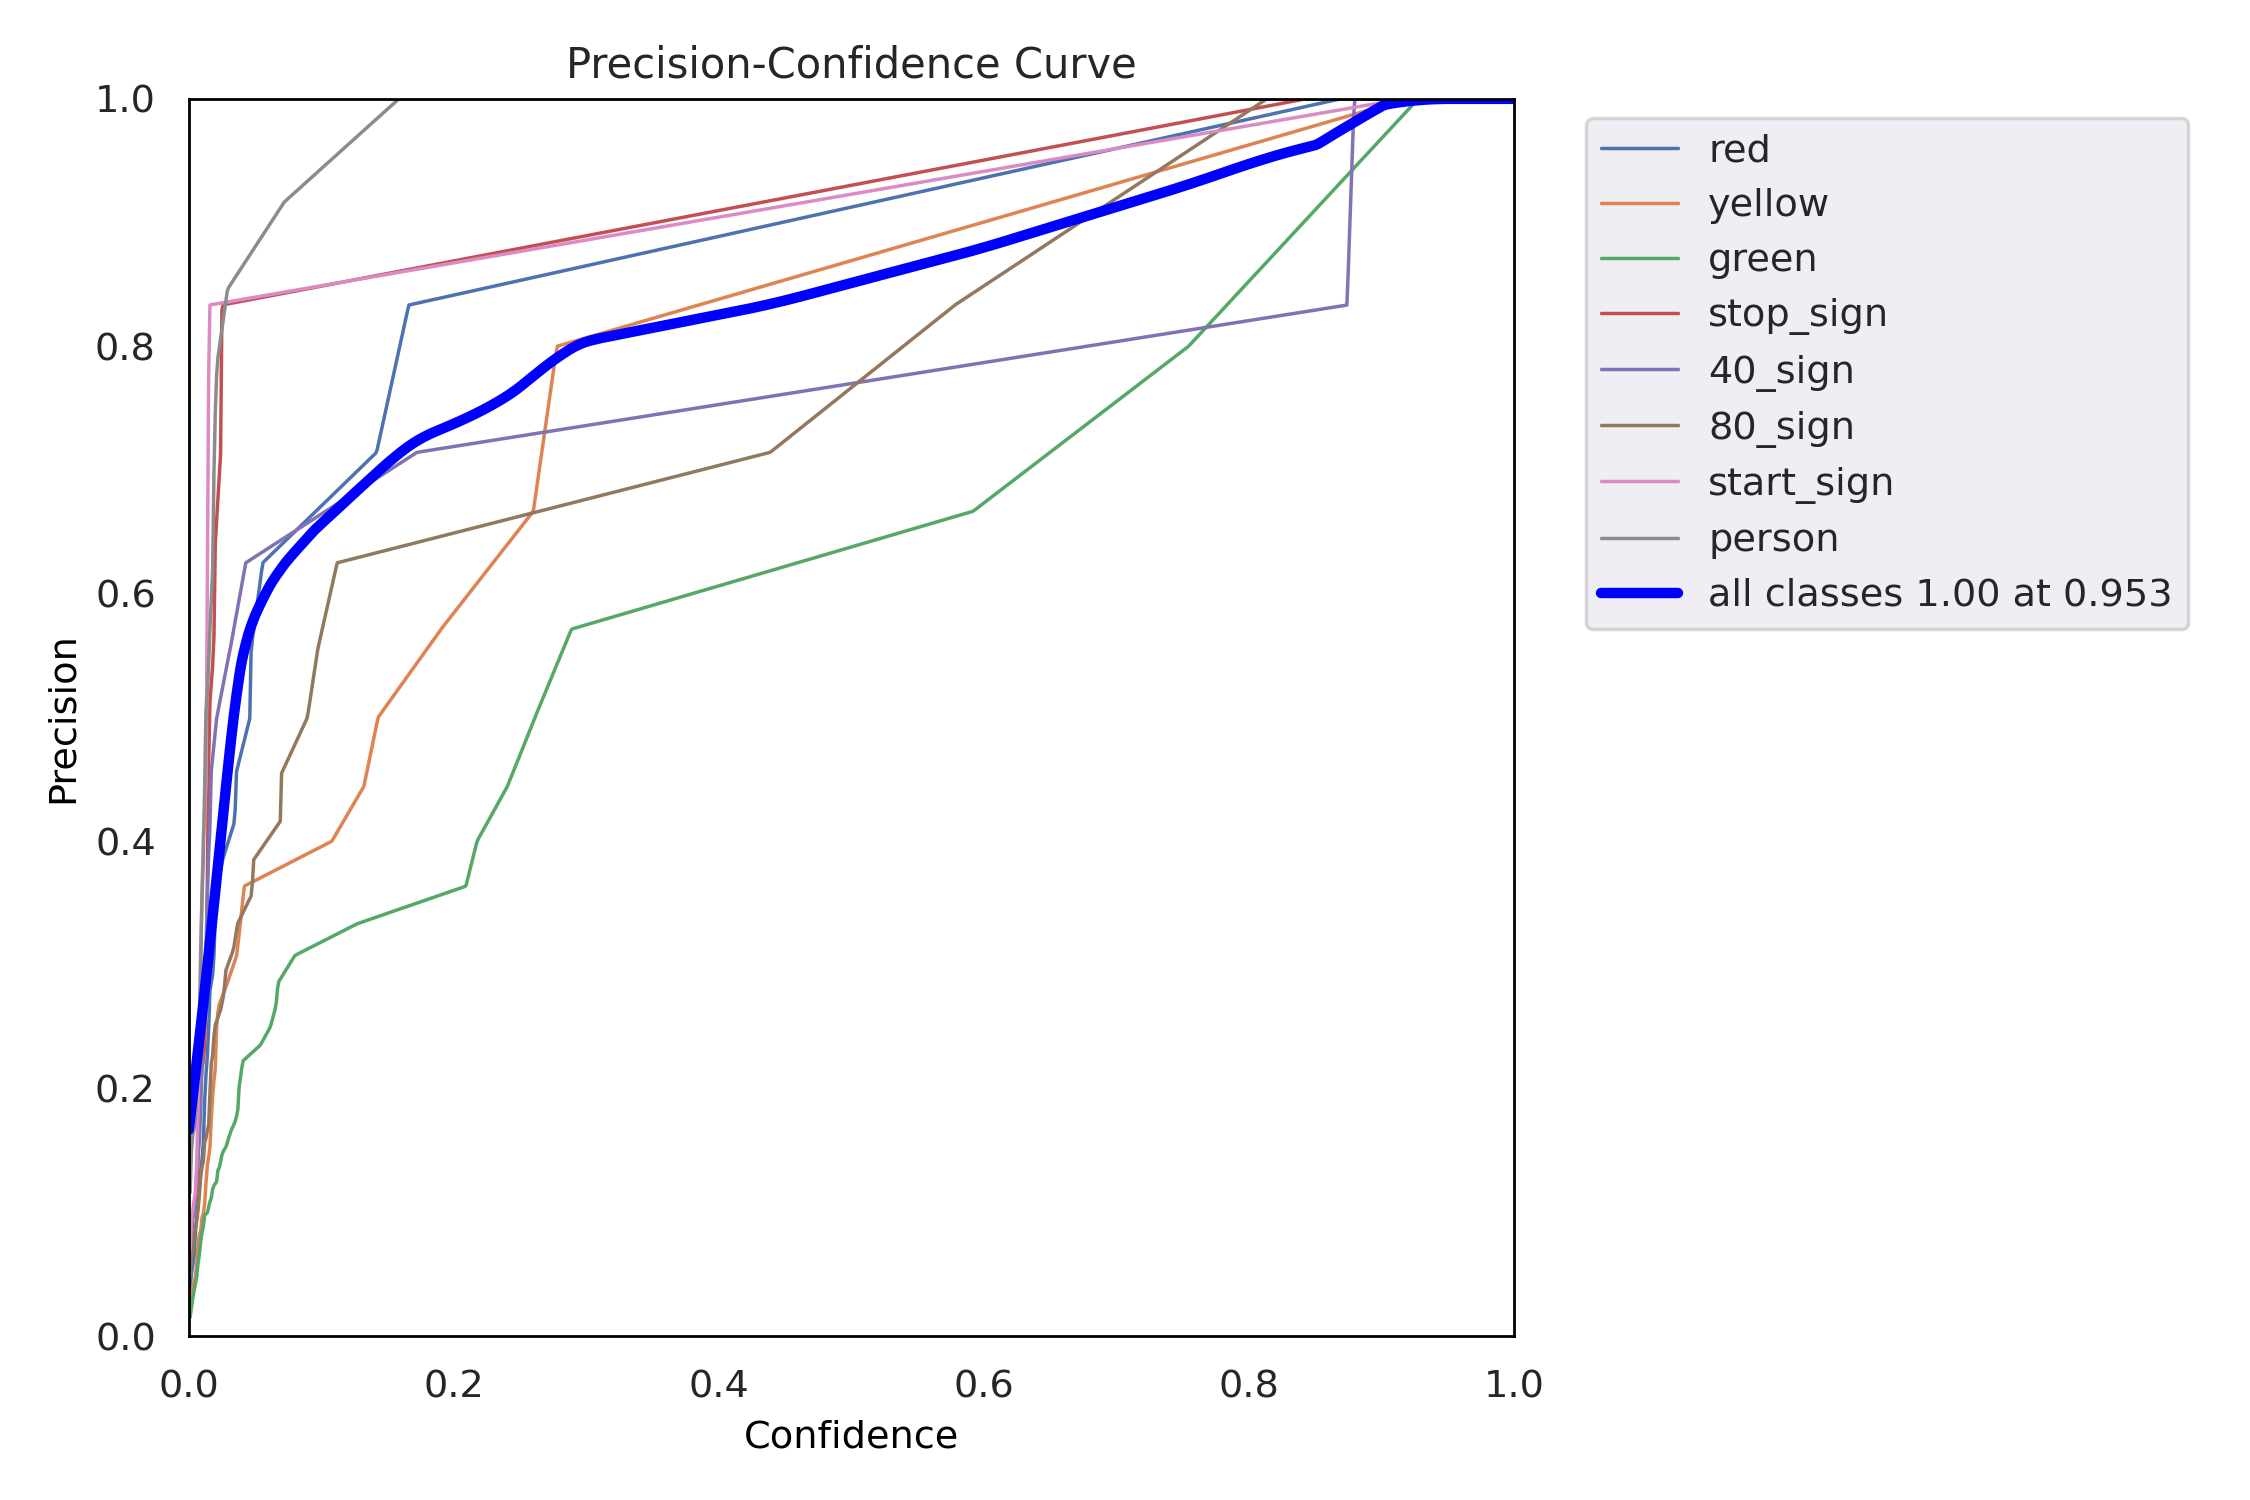 Precision-Confidence Curve
1.0
0.8
0.6
0.4
0.2
0.0
Precision
0.0 0.2 0.4 0.6 0.8 1.0
Confidence
red
yellow
green
stop_sign
40_sign
80_sign
start_sign
person
all classes 1.00 at 0.953